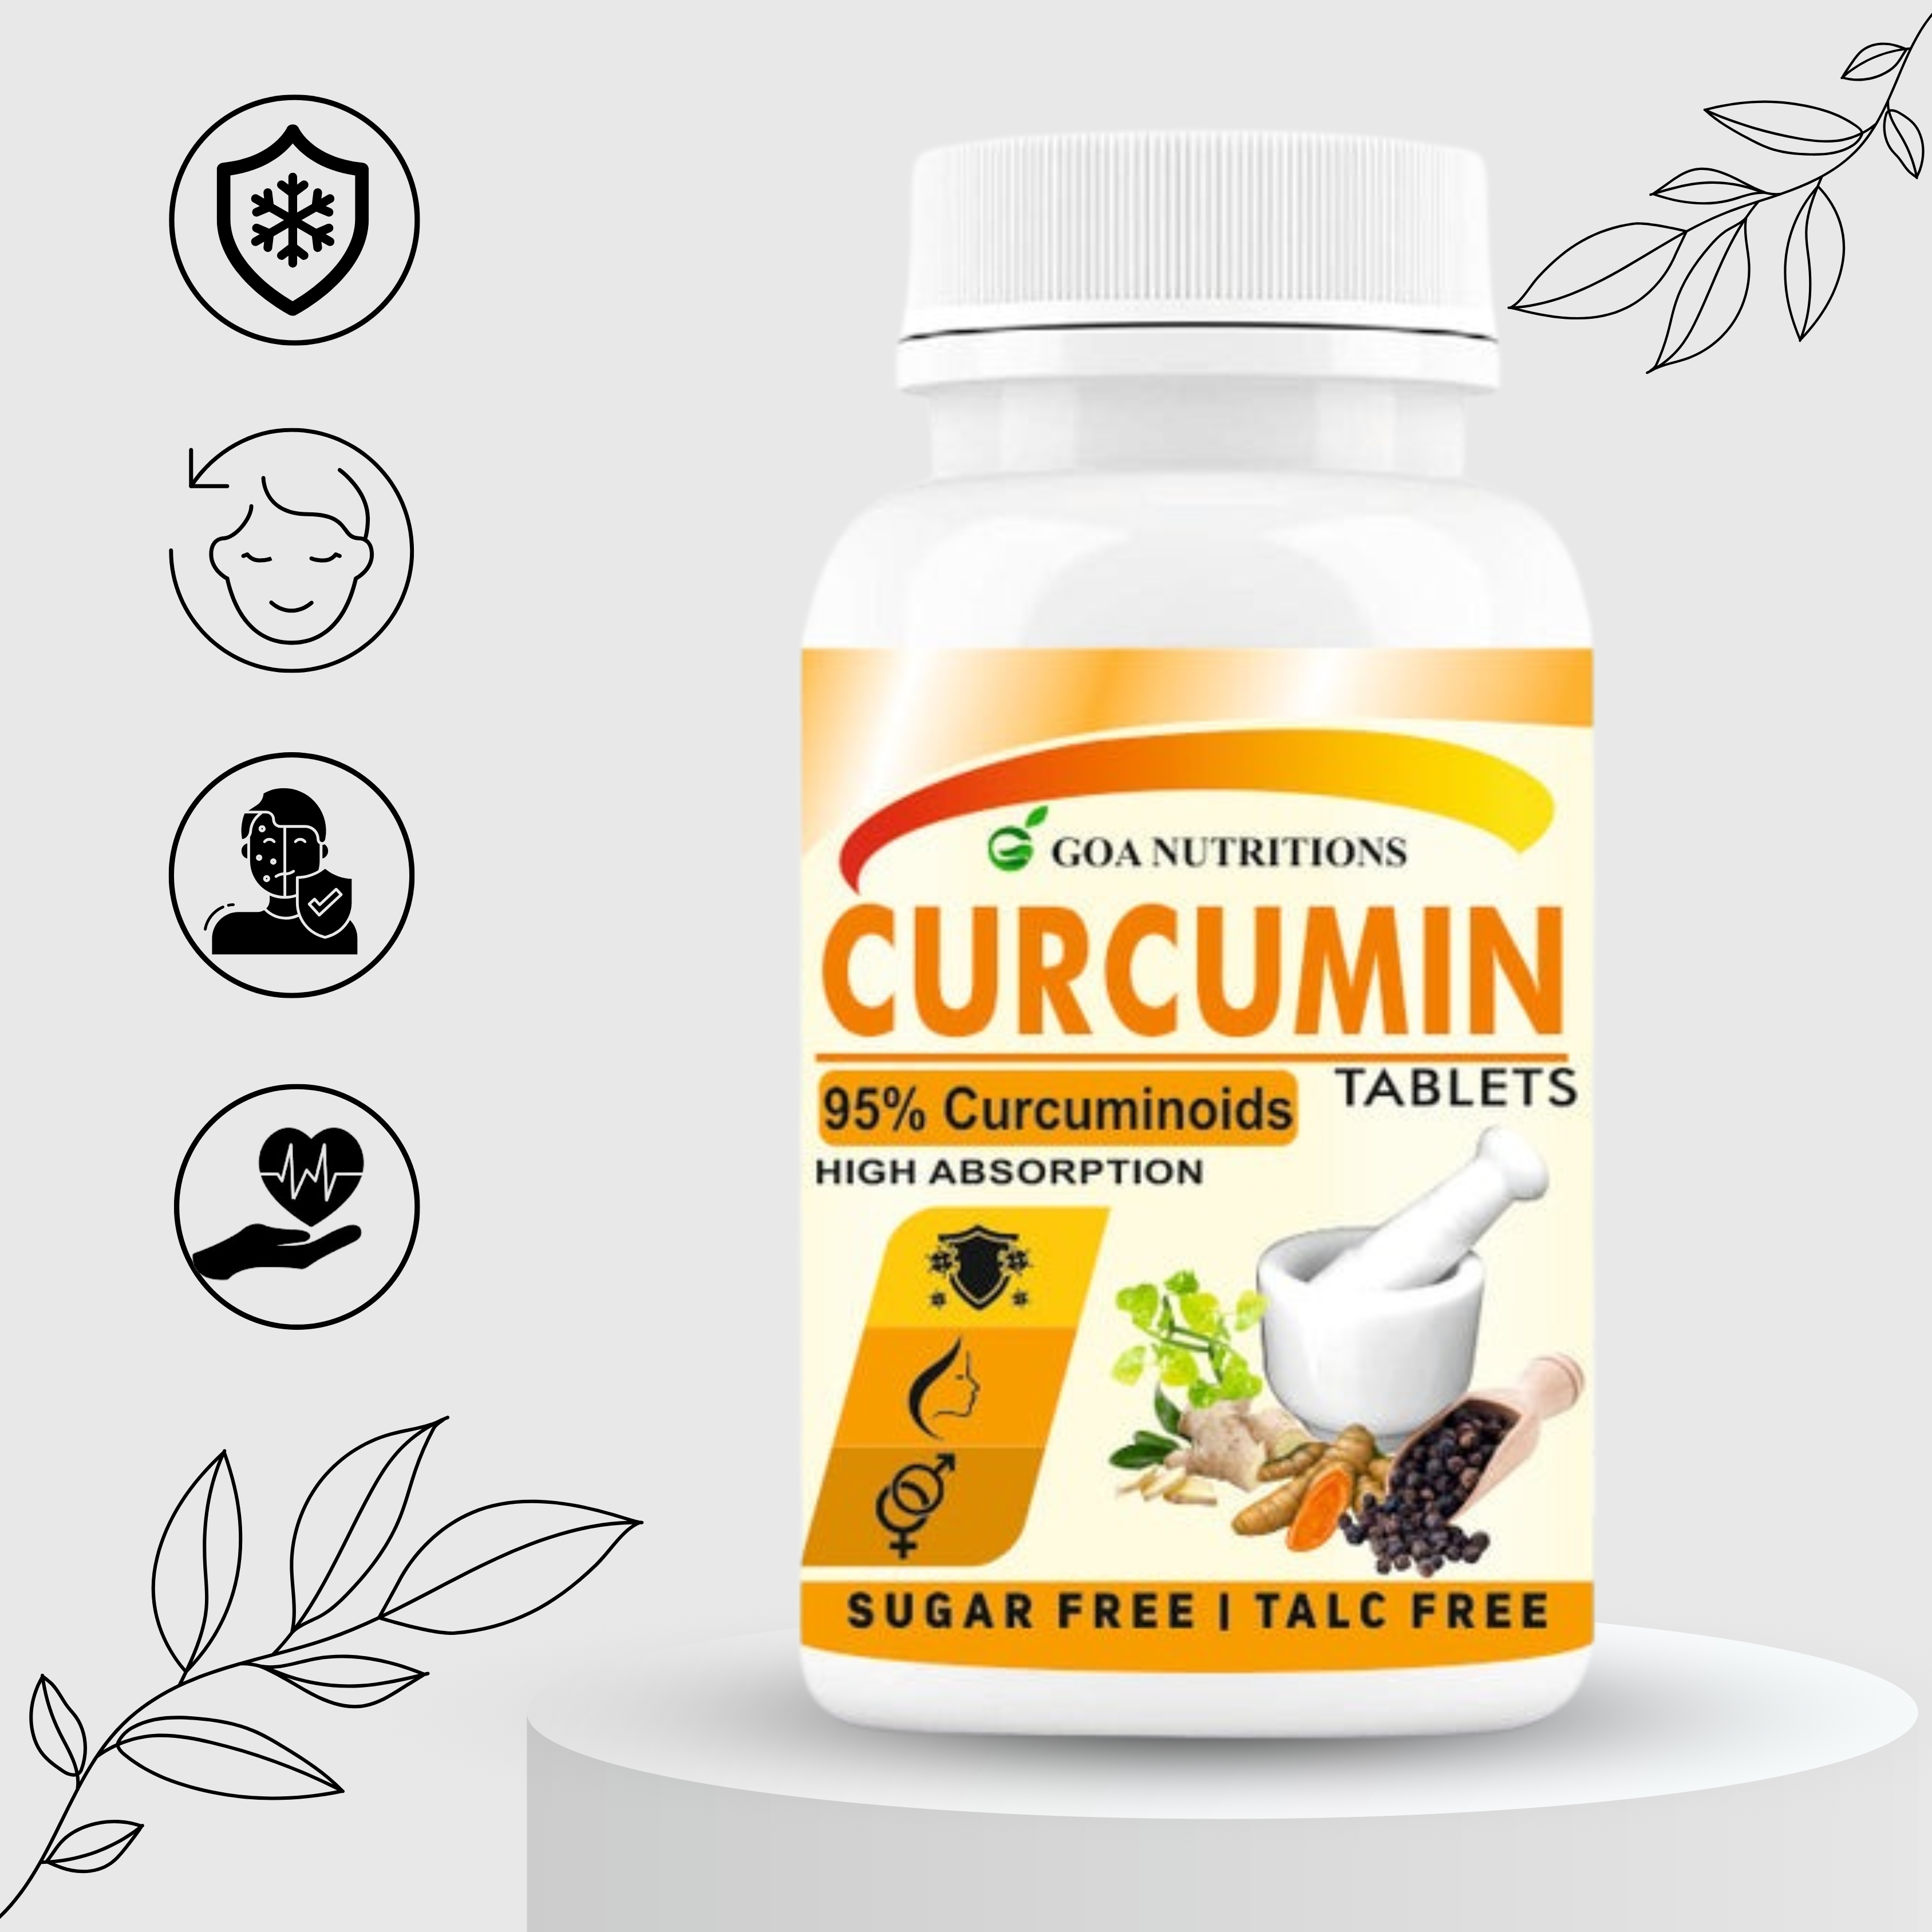 GOA NUTRITIONS
CURCUMIN
TABLETS
95% Curcuminoids
HIGH ABSORPTION
SUGAR FREE | TALC FREE